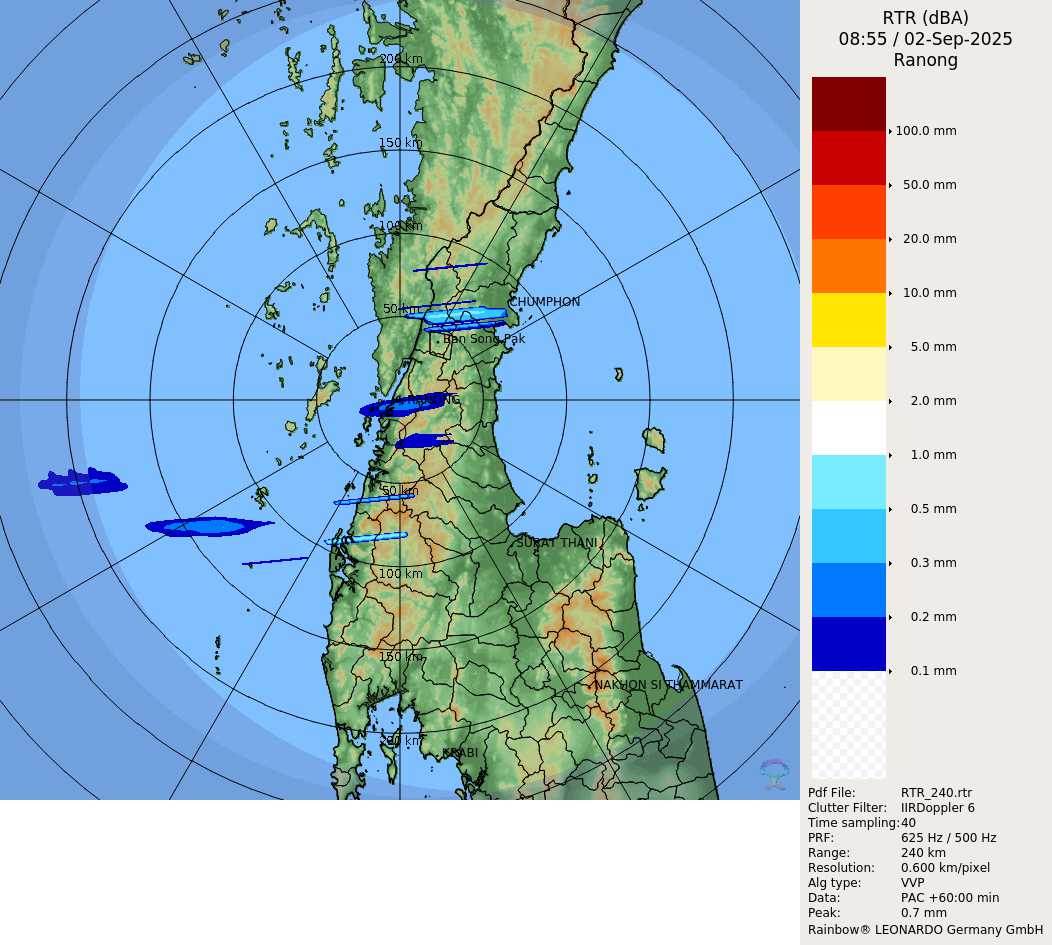 RTR (dBA)
08:55 / 02-Sep-2025
Ranong
200 km
150 km
100 km
50 km
CHUMPHON
Ban Song Pak
50 km
SURAT THANI
100 km
150 km
NAKHON SI THAMMARAT
200 km
KRABI
100.0 mm
50.0 mm
20.0 mm
10.0 mm
5.0 mm
2.0 mm
1.0 mm
0.5 mm
0.3 mm
0.2 mm
0.1 mm
Pdf File: RTR_240.rtr
Clutter Filter: IIRDoppler 6
Time sampling:40
PRF: 625 Hz / 500 Hz
Range: 240 km
Resolution: 0.600 km/pixel
Alg type: VVP
Data: PAC +60:00 min
Peak: 0.7 mm
Rainbow® LEONARDO Germany GmbH